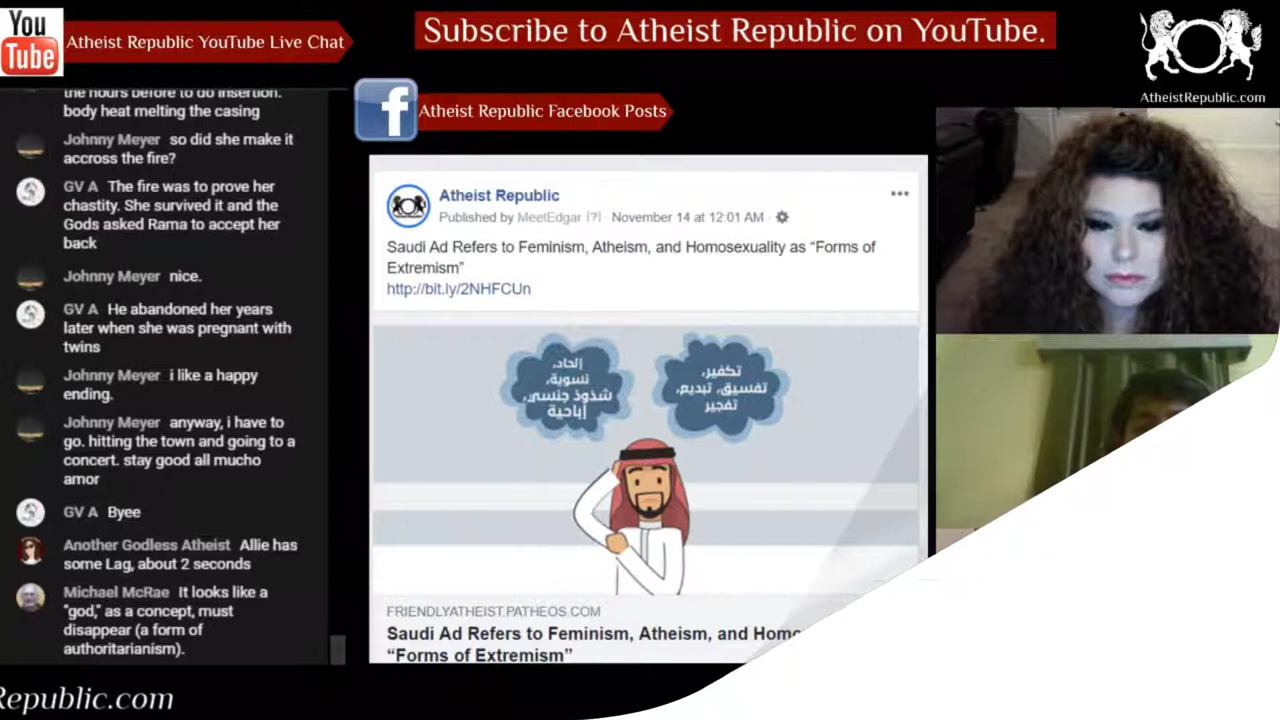 You
Tube
Atheist Republic YouTube Live Chat
Subscribe to Atheist Republic on YouTube.
AtheistRepublic.com
the hours before to do insertion.
body heat melting the casing
Johnny Meyer so did she make it
accross the fire?
GV A The fire was to prove her
chastity. She survived it and the
Gods asked Rama to accept her
back
Johnny Meyer nice.
GV A He abandoned her years
later when she was pregnant with
twins
Johnny Meyer i like a happy
ending.
Johnny Meyer anyway, i have to
go. hitting the town and going to a
concert. stay good all mucho
amor
GV A Byee
Another Godless Atheist Allie has
some Lag, about 2 seconds
Michael McRae It looks like a
"god," as a concept, must
disappear (a form of
authoritarianism).
f
Atheist Republic Facebook Posts
Atheist Republic
Published by MeetEdgar [?] · November 14 at 12:01 AM ·
Saudi Ad Refers to Feminism, Atheism, and Homosexuality as “Forms of
Extremism”
http://bit.ly/2NHFCUn
تكفير،
تفسيق، تبديع،
تفجير
إلحاد،
نسوية،
شذوذ جنسي،
إباحية
FRIENDLYATHEIST.PATHEOS.COM
Saudi Ad Refers to Feminism, Atheism, and Homo
“Forms of Extremism”
Republic.com